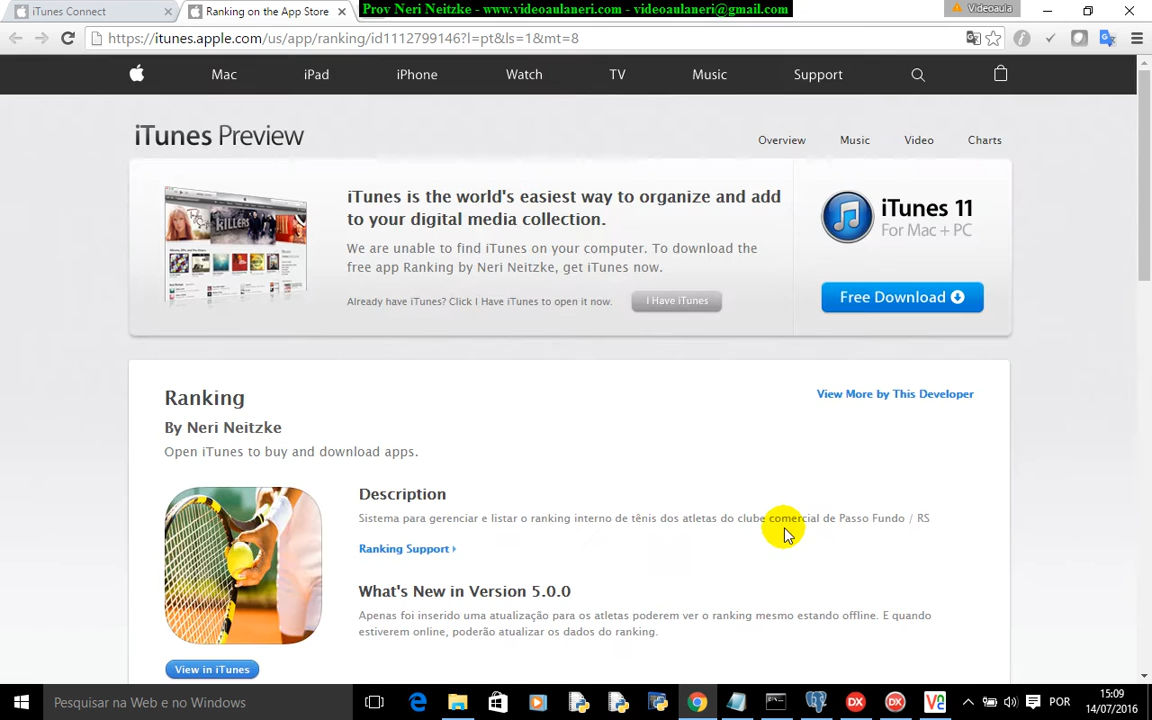 iTunes Connect
Ranking on the App Store
Prov Neri Neitzke - www.videoaulaneri.com - videoaulaneri@gmail.com
Videoaula
https://itunes.apple.com/us/app/ranking/id1112799146?l=pt&ls=1&mt=8
Mac iPad iPhone Watch TV Music Support
iTunes Preview
Overview Music Video Charts
iTunes is the world's easiest way to organize and add
to your digital media collection.
We are unable to find iTunes on your computer. To download the
free app Ranking by Neri Neitzke, get iTunes now.
Already have iTunes? Click I Have iTunes to open it now.
I Have iTunes
iTunes 11
For Mac + PC
Free Download
KILLERS
Ranking
View More by This Developer
By Neri Neitzke
Open iTunes to buy and download apps.
Description
Sistema para gerenciar e listar o ranking interno de tênis dos atletas do clube comercial de Passo Fundo / RS
Ranking Support
What's New in Version 5.0.0
Apenas foi inserido uma atualização para os atletas poderem ver o ranking mesmo estando offline. E quando
estiverem online, poderão atualizar os dados do ranking.
View in iTunes
Pesquisar na Web e no Windows
DX DX
POR
15:09
14/07/2016